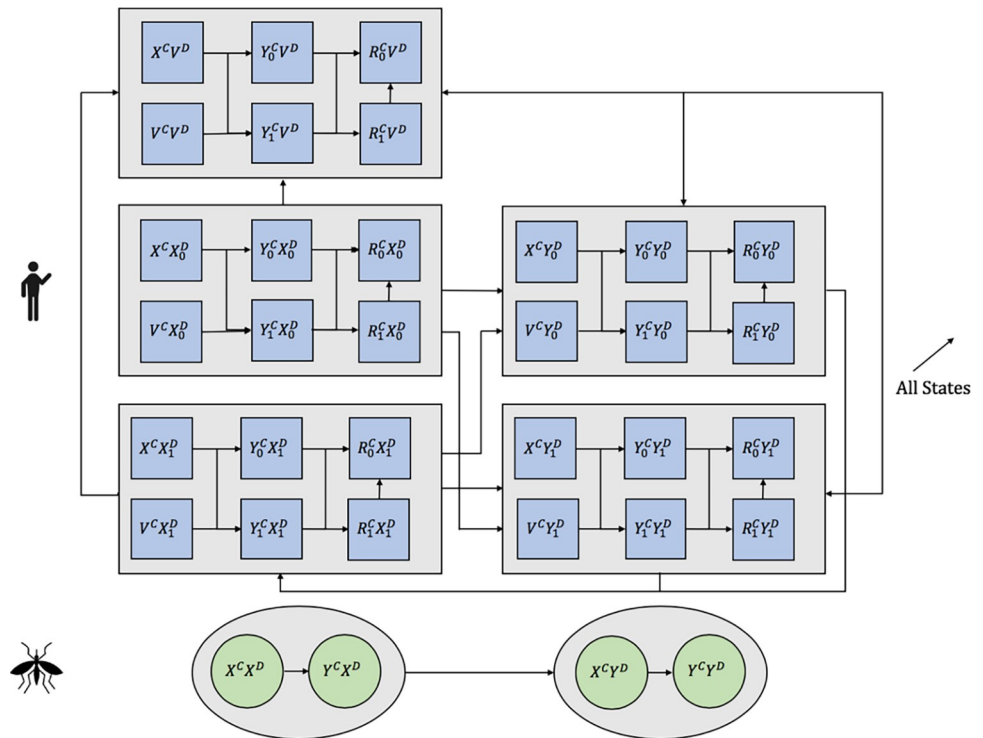 X^C V^D Y_0^C V^D R_0^C V^D
V^C V^D Y_1^C V^D R_1^C V^D
X^C X_0^D Y_0^C X_0^D R_0^C X_0^D
V^C X_0^D Y_1^C X_0^D R_1^C X_0^D
X^C Y_0^D Y_0^C Y_0^D R_0^C Y_0^D
V^C Y_0^D Y_1^C Y_0^D R_1^C Y_0^D
All States
X^C X_1^D Y_0^C X_1^D R_0^C X_1^D
V^C X_1^D Y_1^C X_1^D R_1^C X_1^D
X^C Y_1^D Y_0^C Y_1^D R_0^C Y_1^D
V^C Y_1^D Y_1^C Y_1^D R_1^C Y_1^D
X^C X^D Y^C X^D
X^C Y^D Y^C Y^D